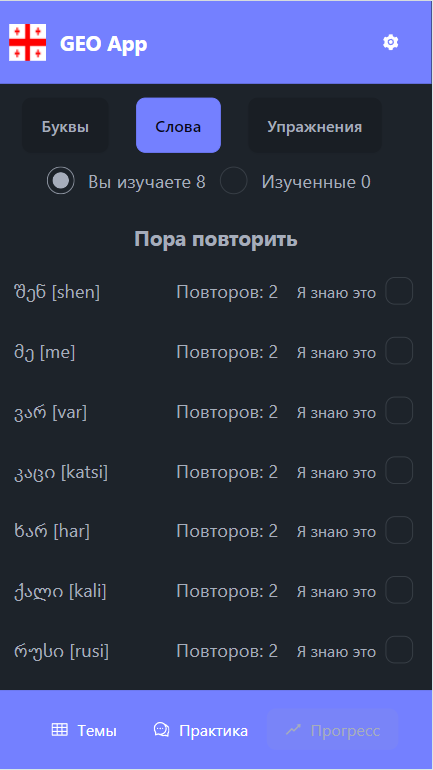 GEO App
Буквы Слова Упражнения
Вы изучаете 8 Изученные 0
Пора повторить
შენ [shen] Повторов: 2 Я знаю это
მე [me] Повторов: 2 Я знаю это
ვარ [var] Повторов: 2 Я знаю это
კაცი [katsi] Повторов: 2 Я знаю это
ხარ [har] Повторов: 2 Я знаю это
ქალი [kali] Повторов: 2 Я знаю это
რუსი [rusi] Повторов: 2 Я знаю это
Темы Практика Прогресс